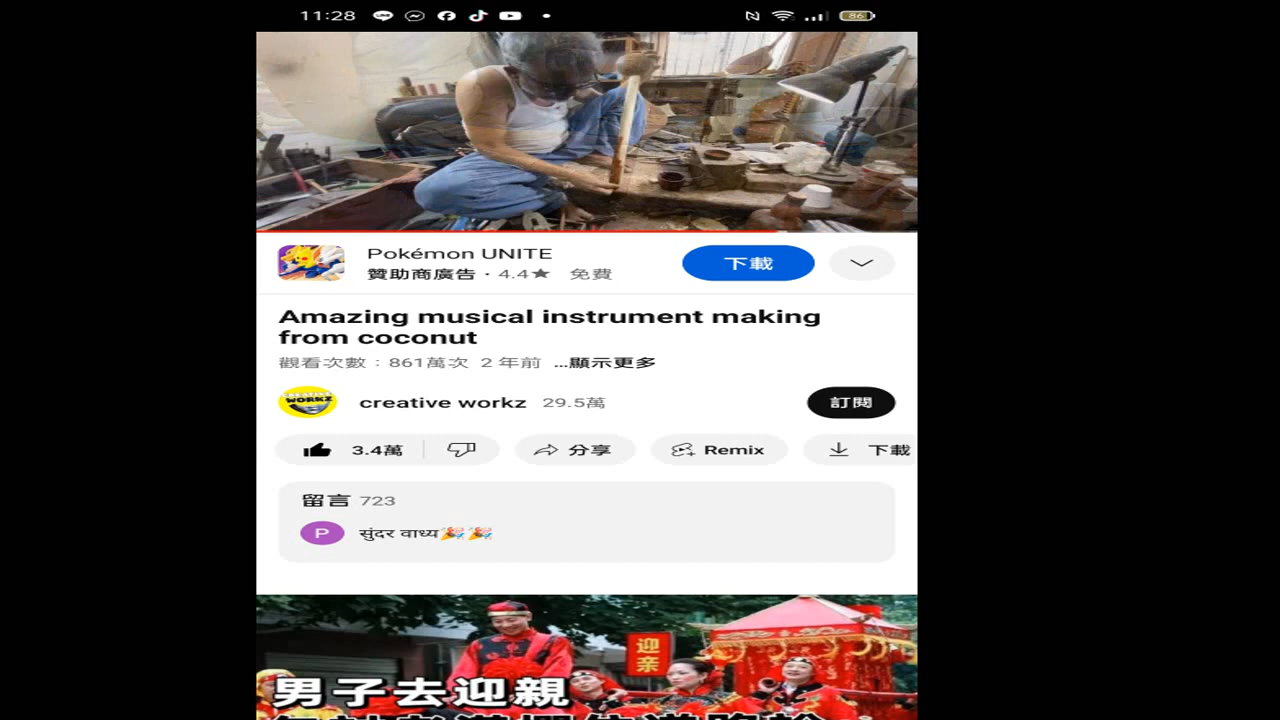 11:28
86
Pokémon UNITE
下載
贊助商廣告・4.4★ 免費
Amazing musical instrument making
from coconut
觀看次數：861萬次 2 年前 ...顯示更多
CREATIVE
WORKZ
creative workz 29.5萬
訂閱
3.4萬
分享
Remix
下載
留言 723
P
सुंदर वाध्य🎉🎉
迎亲
男子去迎親